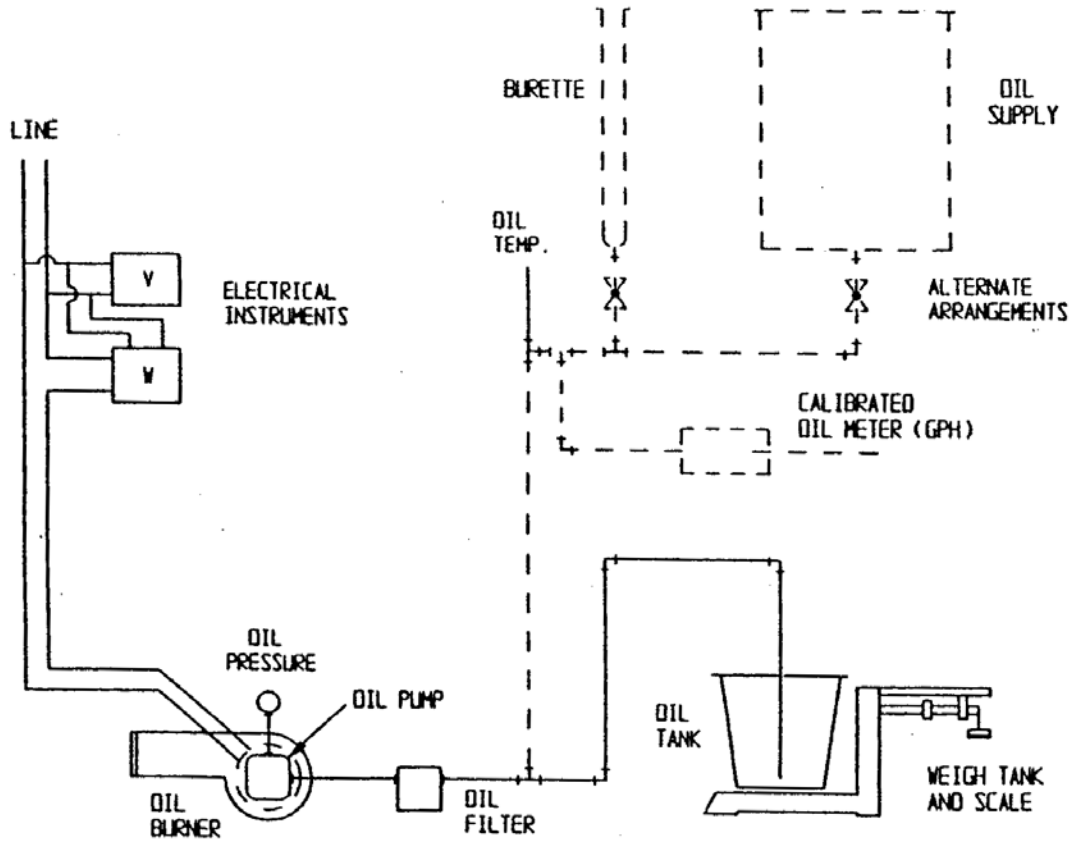 BURETTE
OIL
SUPPLY
LINE
OIL
TEMP.
V
ELECTRICAL
INSTRUMENTS
ALTERNATE
ARRANGEMENTS
W
CALIBRATED
OIL METER (GPH)
OIL
PRESSURE
OIL PUMP
OIL
TANK
OIL
BURNER
OIL
FILTER
WEIGH TANK
AND SCALE